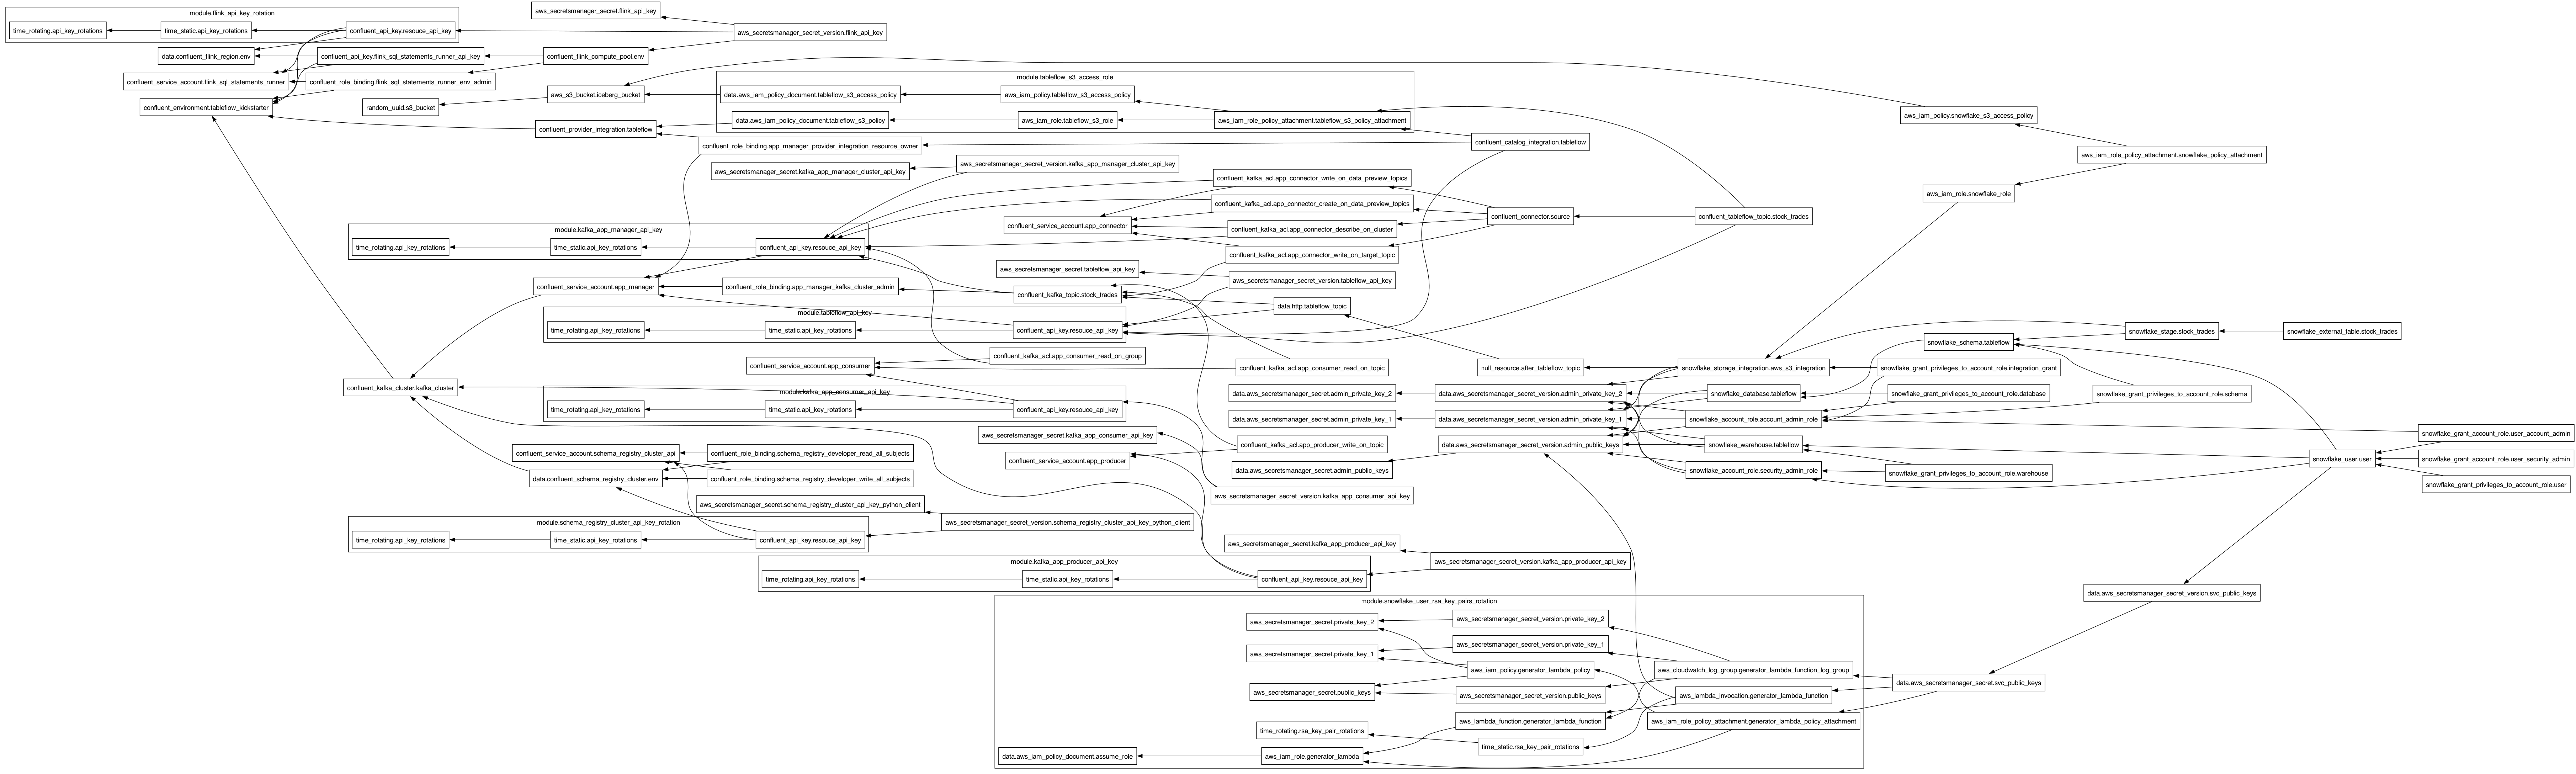 module.flink_api_key_rotation
time_rotating.api_key_rotations
time_static.api_key_rotations
confluent_api_key.resouce_api_key
aws_secretsmanager_secret.flink_api_key
aws_secretsmanager_secret_version.flink_api_key
data.confluent_flink_region.env
confluent_api_key.flink_sql_statements_runner_api_key
confluent_flink_compute_pool.env
confluent_service_account.flink_sql_statements_runner
confluent_role_binding.flink_sql_statements_runner_env_admin
confluent_environment.tableflow_kickstarter
random_uuid.s3_bucket
aws_s3_bucket.iceberg_bucket
module.tableflow_s3_access_role
data.aws_iam_policy_document.tableflow_s3_access_policy
aws_iam_policy.tableflow_s3_access_policy
confluent_provider_integration.tableflow
data.aws_iam_policy_document.tableflow_s3_policy
aws_iam_role.tableflow_s3_role
aws_iam_role_policy_attachment.tableflow_s3_policy_attachment
aws_iam_policy.snowflake_s3_access_policy
confluent_role_binding.app_manager_provider_integration_resource_owner
confluent_catalog_integration.tableflow
aws_iam_role_policy_attachment.snowflake_policy_attachment
aws_secretsmanager_secret.kafka_app_manager_cluster_api_key
aws_secretsmanager_secret_version.kafka_app_manager_cluster_api_key
confluent_kafka_acl.app_connector_write_on_data_preview_topics
aws_iam_role.snowflake_role
confluent_kafka_acl.app_connector_create_on_data_preview_topics
confluent_service_account.app_connector
confluent_connector.source
confluent_tableflow_topic.stock_trades
confluent_kafka_acl.app_connector_describe_on_cluster
module.kafka_app_manager_api_key
time_rotating.api_key_rotations
time_static.api_key_rotations
confluent_api_key.resouce_api_key
confluent_kafka_acl.app_connector_write_on_target_topic
aws_secretsmanager_secret.tableflow_api_key
aws_secretsmanager_secret_version.tableflow_api_key
confluent_service_account.app_manager
confluent_role_binding.app_manager_kafka_cluster_admin
confluent_kafka_topic.stock_trades
data.http.tableflow_topic
module.tableflow_api_key
time_rotating.api_key_rotations
time_static.api_key_rotations
confluent_api_key.resouce_api_key
snowflake_stage.stock_trades
snowflake_external_table.stock_trades
snowflake_schema.tableflow
confluent_kafka_acl.app_consumer_read_on_group
confluent_service_account.app_consumer
confluent_kafka_acl.app_consumer_read_on_topic
null_resource.after_tableflow_topic
snowflake_storage_integration.aws_s3_integration
snowflake_grant_privileges_to_account_role.integration_grant
confluent_kafka_cluster.kafka_cluster
module.kafka_app_consumer_api_key
time_rotating.api_key_rotations
time_static.api_key_rotations
confluent_api_key.resouce_api_key
data.aws_secretsmanager_secret.admin_private_key_2
data.aws_secretsmanager_secret_version.admin_private_key_2
snowflake_database.tableflow
snowflake_grant_privileges_to_account_role.database
snowflake_grant_privileges_to_account_role.schema
data.aws_secretsmanager_secret.admin_private_key_1
data.aws_secretsmanager_secret_version.admin_private_key_1
snowflake_account_role.account_admin_role
aws_secretsmanager_secret.kafka_app_consumer_api_key
confluent_kafka_acl.app_producer_write_on_topic
data.aws_secretsmanager_secret_version.admin_public_keys
snowflake_warehouse.tableflow
snowflake_grant_account_role.user_account_admin
confluent_service_account.schema_registry_cluster_api
confluent_role_binding.schema_registry_developer_read_all_subjects
confluent_service_account.app_producer
data.aws_secretsmanager_secret.admin_public_keys
snowflake_account_role.security_admin_role
snowflake_grant_privileges_to_account_role.warehouse
snowflake_user.user
snowflake_grant_account_role.user_security_admin
data.confluent_schema_registry_cluster.env
confluent_role_binding.schema_registry_developer_write_all_subjects
snowflake_grant_privileges_to_account_role.user
aws_secretsmanager_secret_version.kafka_app_consumer_api_key
aws_secretsmanager_secret.schema_registry_cluster_api_key_python_client
module.schema_registry_cluster_api_key_rotation
aws_secretsmanager_secret_version.schema_registry_cluster_api_key_python_client
time_rotating.api_key_rotations
time_static.api_key_rotations
confluent_api_key.resouce_api_key
aws_secretsmanager_secret.kafka_app_producer_api_key
aws_secretsmanager_secret_version.kafka_app_producer_api_key
module.kafka_app_producer_api_key
time_rotating.api_key_rotations
time_static.api_key_rotations
confluent_api_key.resouce_api_key
data.aws_secretsmanager_secret_version.svc_public_keys
module.snowflake_user_rsa_key_pairs_rotation
aws_secretsmanager_secret.private_key_2
aws_secretsmanager_secret_version.private_key_2
aws_secretsmanager_secret.private_key_1
aws_secretsmanager_secret_version.private_key_1
aws_iam_policy.generator_lambda_policy
aws_cloudwatch_log_group.generator_lambda_function_log_group
data.aws_secretsmanager_secret.svc_public_keys
aws_secretsmanager_secret.public_keys
aws_secretsmanager_secret_version.public_keys
aws_lambda_invocation.generator_lambda_function
aws_lambda_function.generator_lambda_function
aws_iam_role_policy_attachment.generator_lambda_policy_attachment
time_rotating.rsa_key_pair_rotations
time_static.rsa_key_pair_rotations
data.aws_iam_policy_document.assume_role
aws_iam_role.generator_lambda